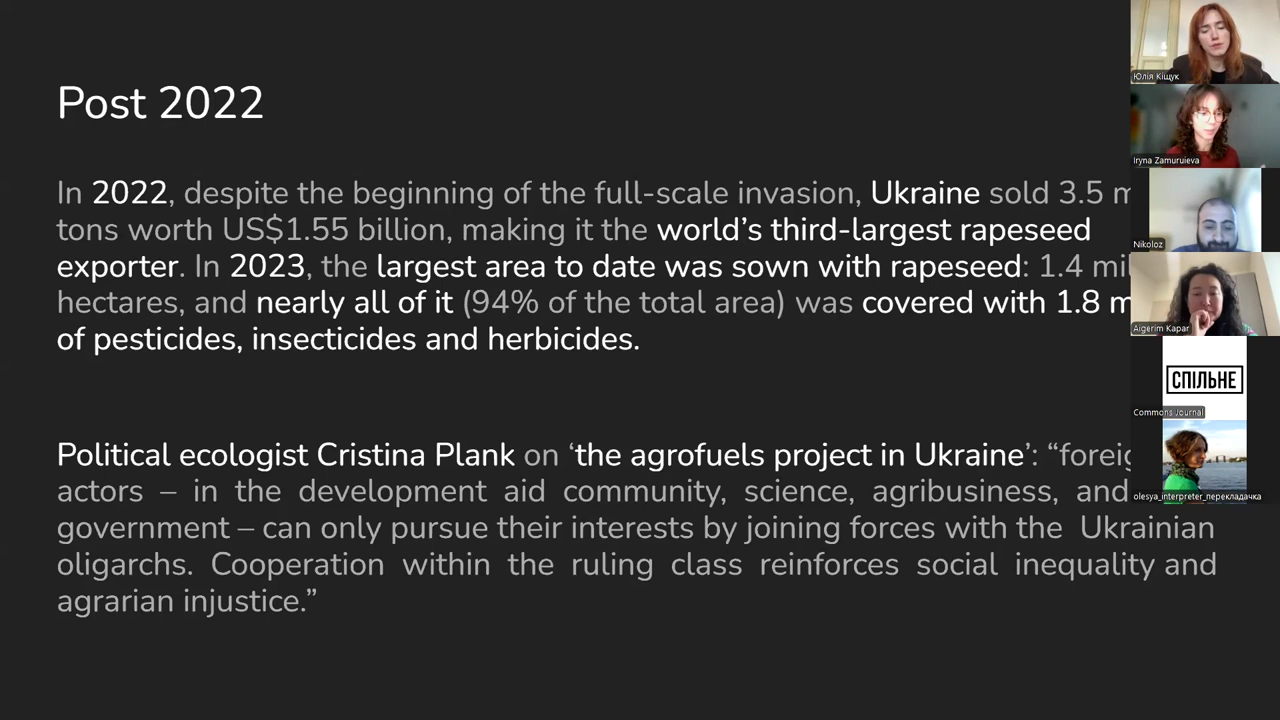 Post 2022
In 2022, despite the beginning of the full-scale invasion, Ukraine sold 3.5
tons worth US$1.55 billion, making it the world’s third-largest rapeseed
exporter. In 2023, the largest area to date was sown with rapeseed: 1.4
hectares, and nearly all of it (94% of the total area) was covered with 1.8
of pesticides, insecticides and herbicides.
Political ecologist Cristina Plank on ‘the agrofuels project in Ukraine’:
actors – in the development aid community, science, agribusiness, and
government – can only pursue their interests by joining forces with the Ukrainian
oligarchs. Cooperation within the ruling class reinforces social inequality and
agrarian injustice.”
Юлія Кіщук
Iryna Zamuruieva
Nikoloz
Aigerim Kapar
СПІЛЬНЕ
Commons Journal
olesya_interpreter_перекладачка